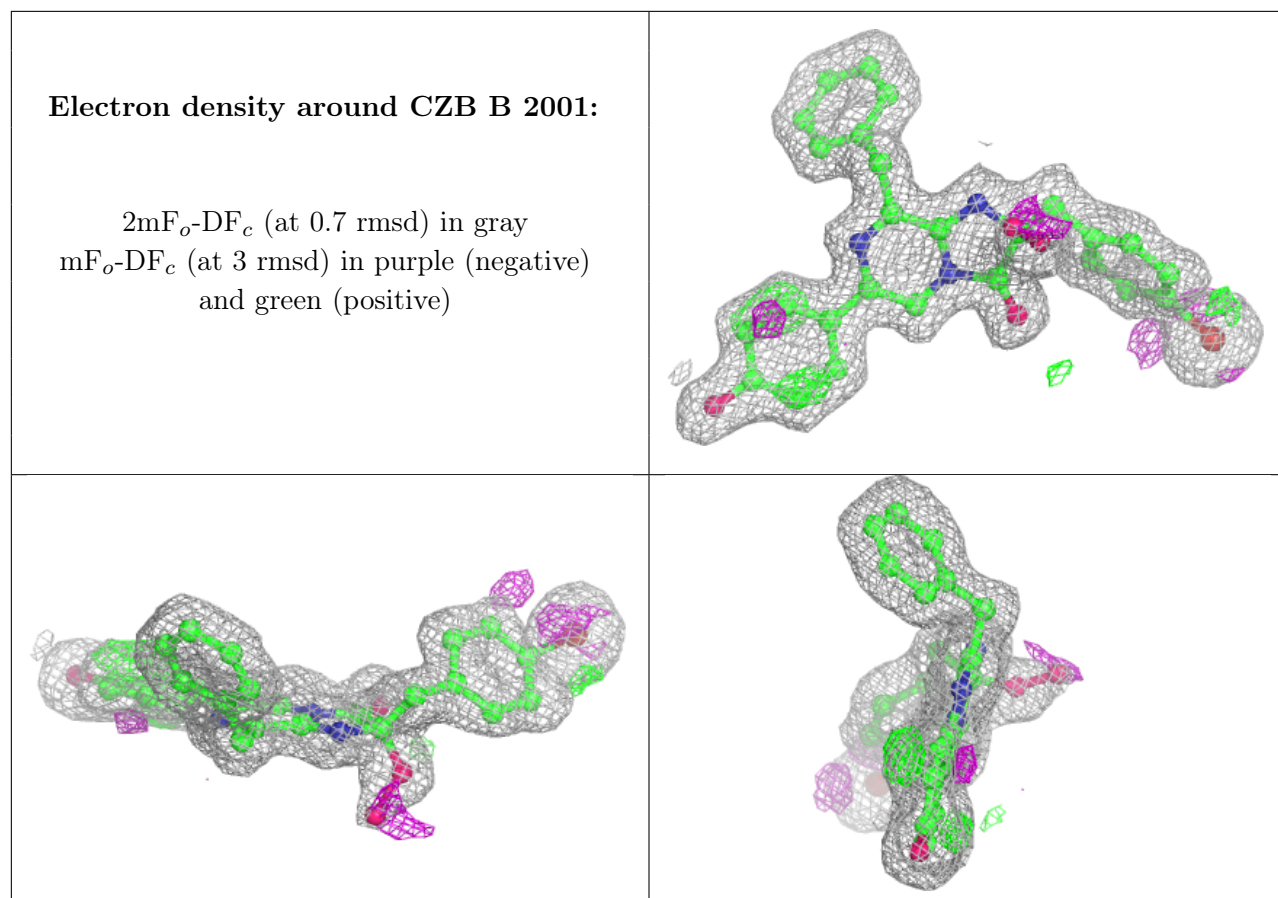 Electron density around CZB B 2001:
2mFo-DFc (at 0.7 rmsd) in gray
mFo-DFc (at 3 rmsd) in purple (negative)
and green (positive)